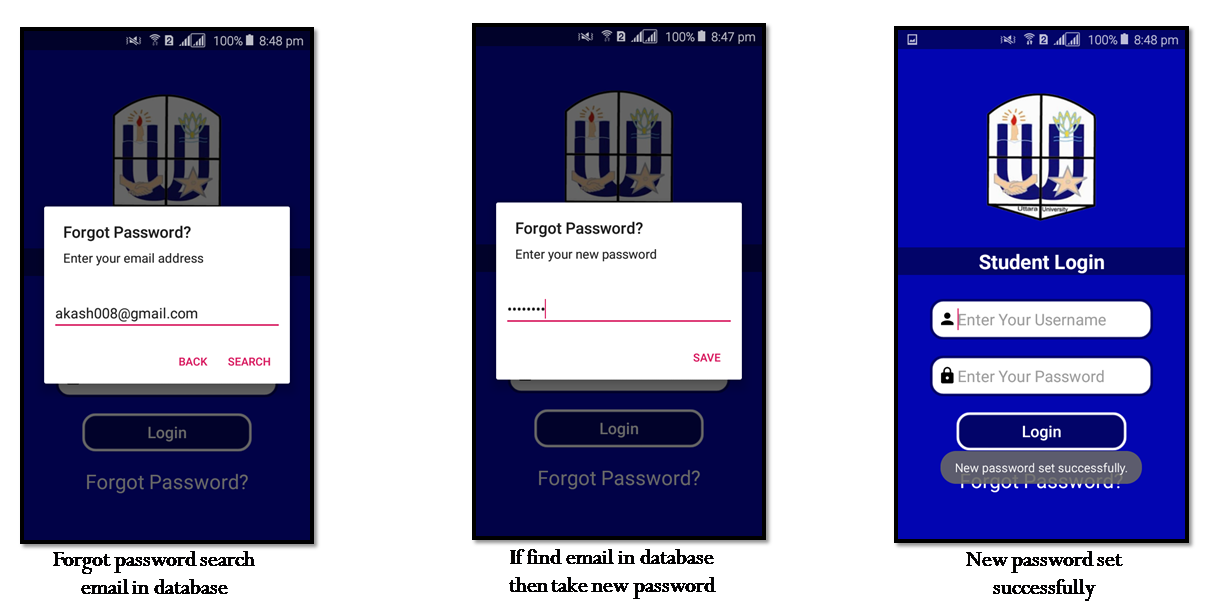 100% 8:48 pm
Forgot Password?
Enter your email address
akash008@gmail.com
BACK SEARCH
Login
Forgot Password?
Forgot password search
email in database
2 100% 8:47 pm
Forgot Password?
Enter your new password
••••••••
SAVE
Login
Forgot Password?
If find email in database
then take new password
2 100% 8:48 pm
Uttara University
Student Login
Enter Your Username
Enter Your Password
Login
New password set successfully.
Forgot Password?
New password set
successfully